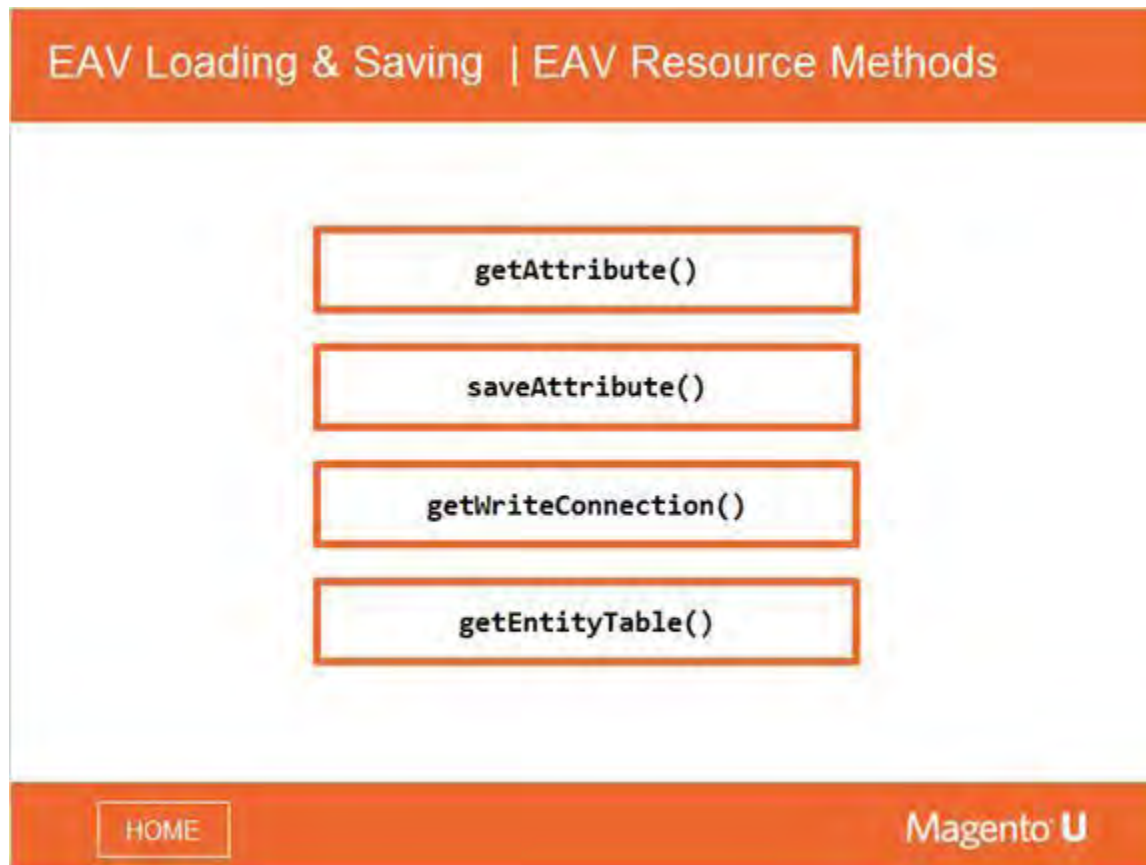 EAV Loading & Saving | EAV Resource Methods
getAttribute()
saveAttribute()
getWriteConnection()
getEntityTable()
HOME
Magento U